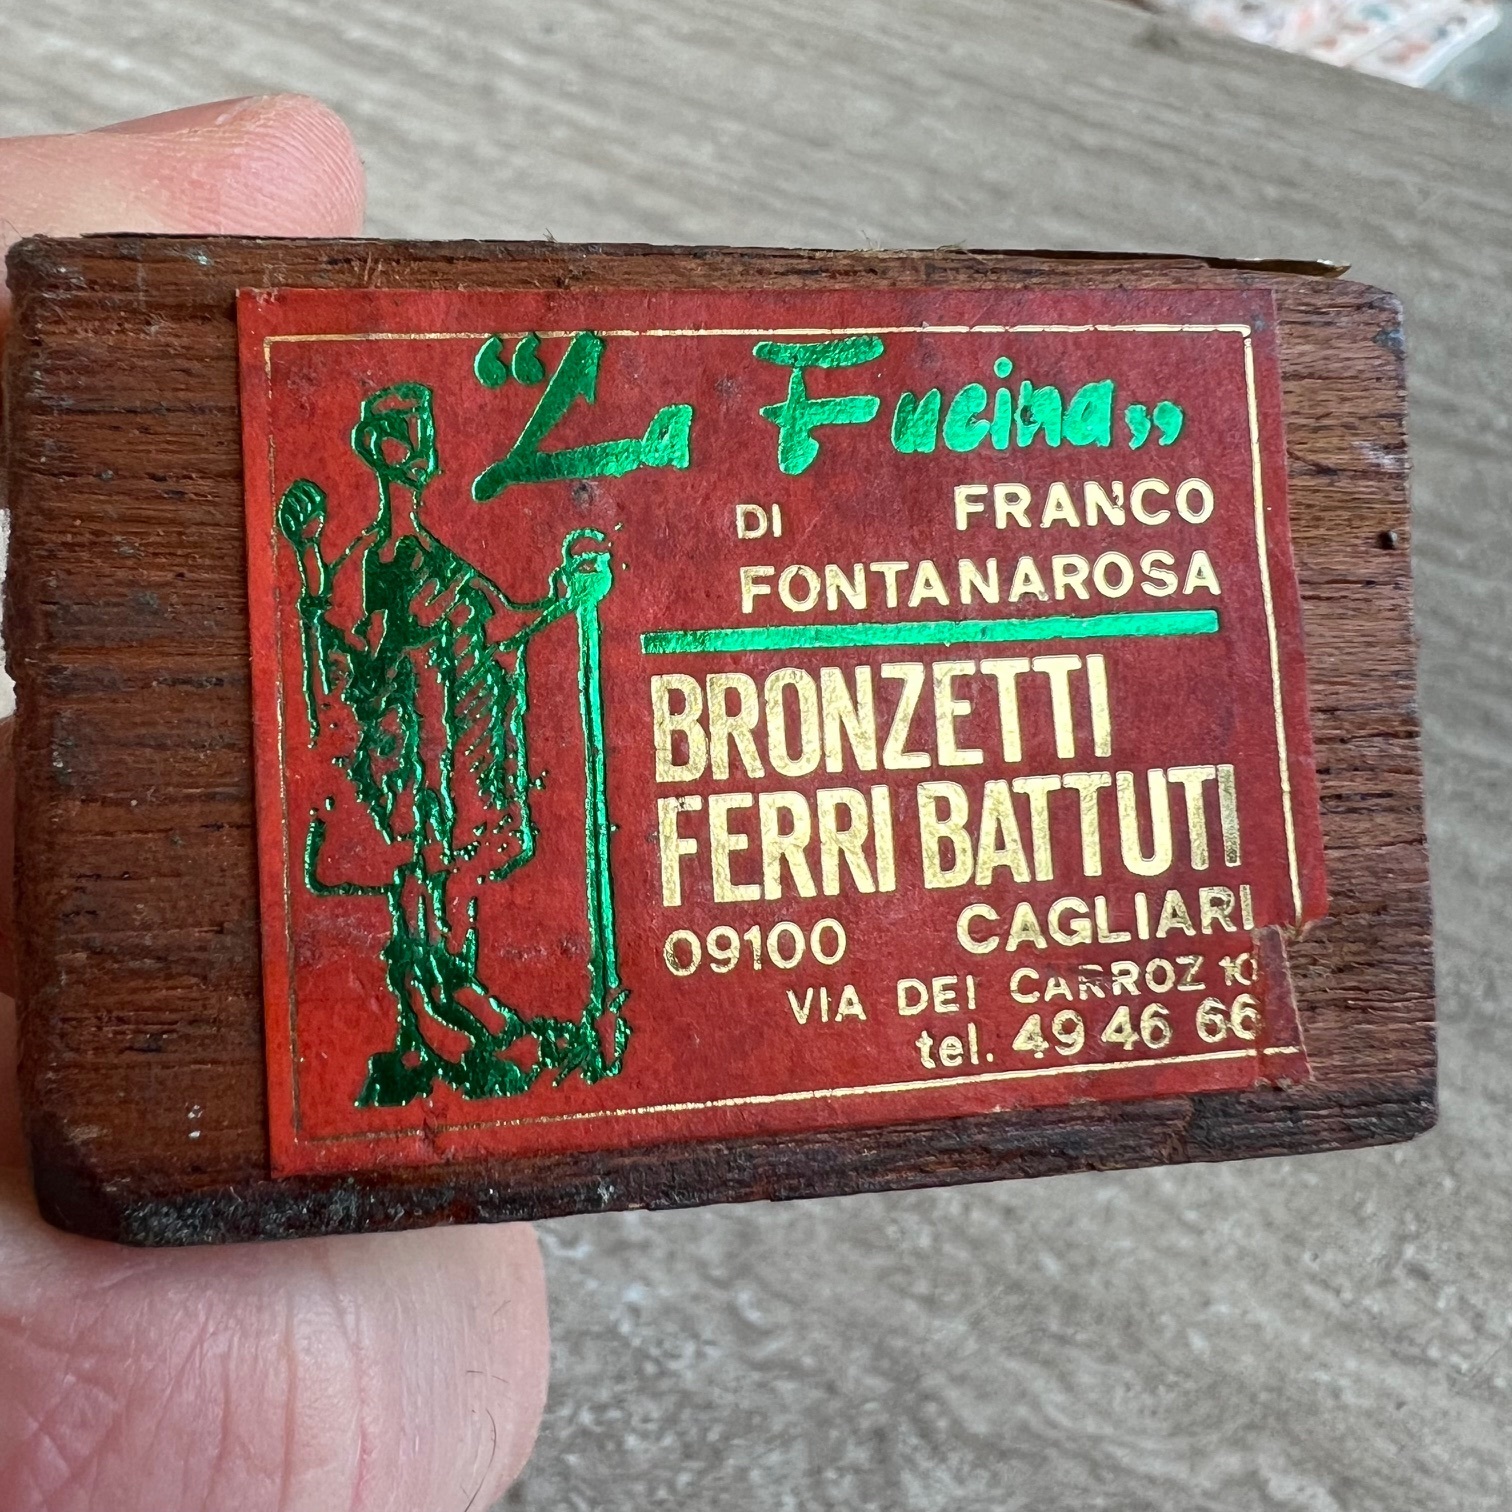 “La Fucina„
DI FRANCO
FONTANAROSA
BRONZETTI
FERRI BATTUTI
09100 CAGLIARI
VIA DEI CARROZ 10
tel. 49 46 66